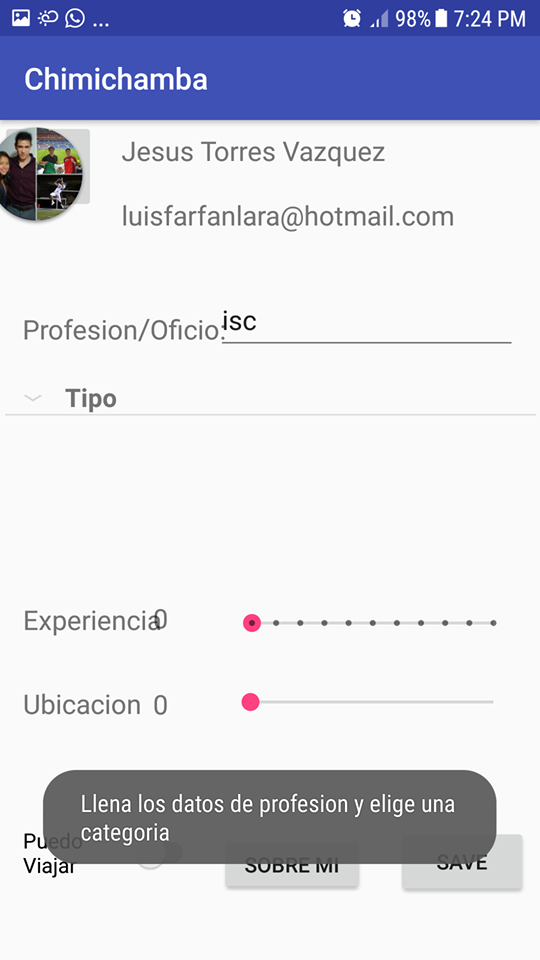 ... 98% 7:24 PM
Chimichamba
Jesus Torres Vazquez
luisfarfanlara@hotmail.com
Profesion/Oficio: isc
Tipo
Experiencia 0
Ubicacion 0
Llena los datos de profesion y elige una
categoria
Puedo
Viajar
SOBRE MI
SAVE